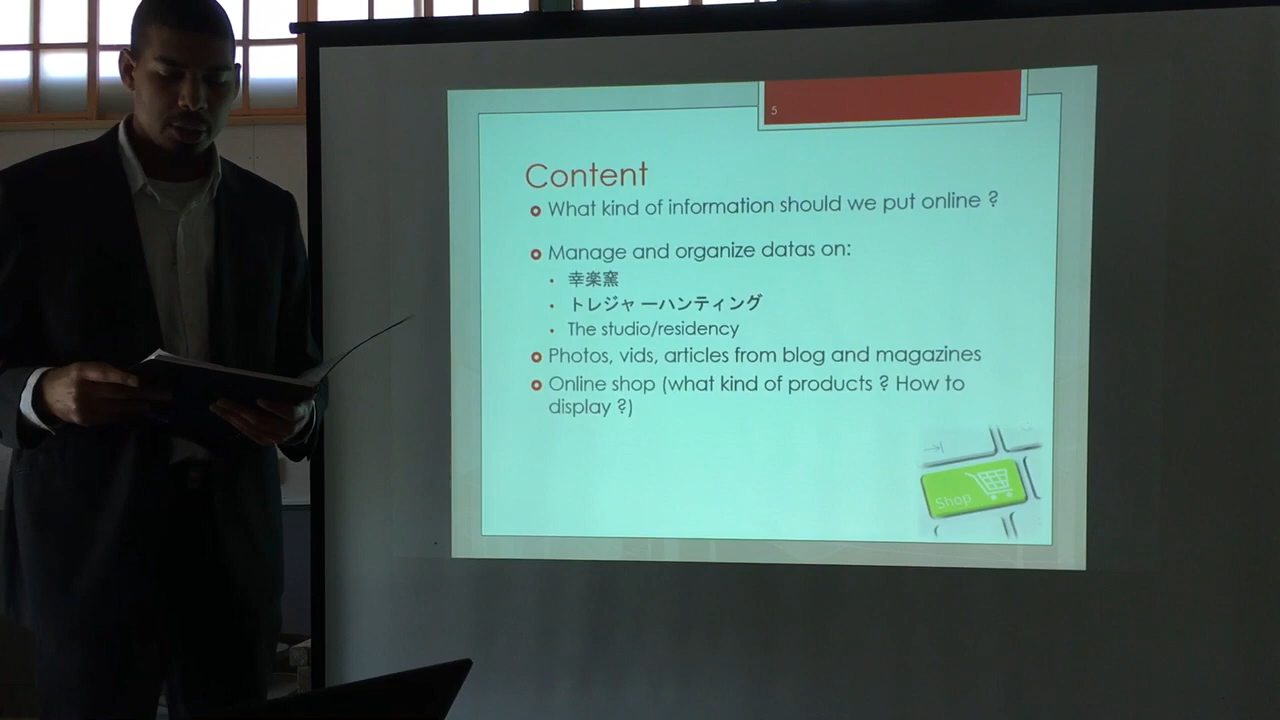 5
Content
What kind of information should we put online ?
Manage and organize datas on:
幸楽窯
トレジャーハンティング
The studio/residency
Photos, vids, articles from blog and magazines
Online shop (what kind of products ? How to
display ?)
Shop